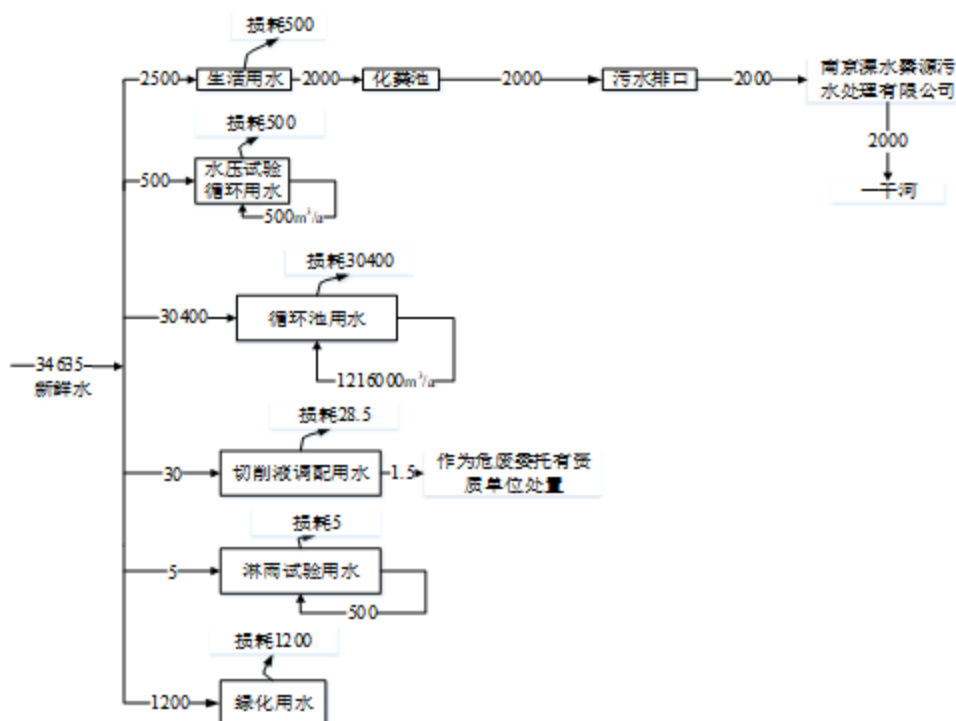 损耗500
2500
生活用水
2000
化粪池
2000
污水排口
2000
南京溧水秦源污
水处理有限公司
2000
一干河
损耗500
500
水压试验
循环用水
500m³/a
损耗30400
30400
循环池用水
1216000m³/a
34635
新鲜水
损耗28.5
30
切削液调配用水
1.5
作为危废委托有资
质单位处置
损耗5
5
淋雨试验用水
500
损耗1200
1200
绿化用水